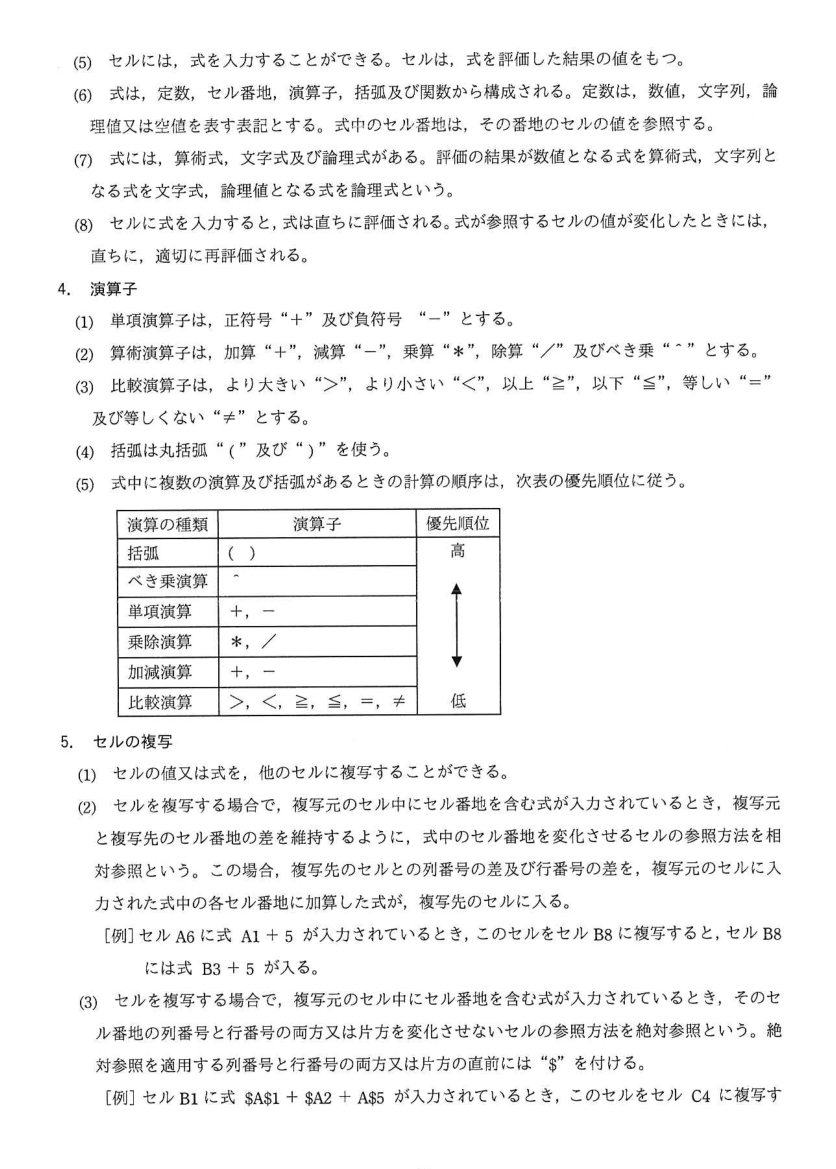 (5) セルには，式を入力することができる。セルは，式を評価した結果の値をもつ。
(6) 式は，定数，セル番地，演算子，括弧及び関数から構成される。定数は，数値，文字列，論
理値又は空値を表す表記とする。式中のセル番地は，その番地のセルの値を参照する。
(7) 式には，算術式，文字式及び論理式がある。評価の結果が数値となる式を算術式，文字列と
なる式を文字式，論理値となる式を論理式という。
(8) セルに式を入力すると，式は直ちに評価される。式が参照するセルの値が変化したときには，
直ちに，適切に再評価される。
4. 演算子
(1) 単項演算子は，正符号 “＋” 及び負符号 “－” とする。
(2) 算術演算子は，加算 “＋”，減算 “－”，乗算 “＊”，除算 “／” 及びべき乗 “＾” とする。
(3) 比較演算子は，より大きい “＞”，より小さい “＜”，以上 “≧”，以下 “≦”，等しい “＝”
及び等しくない “≠” とする。
(4) 括弧は丸括弧 “(” 及び “)” を使う。
(5) 式中に複数の演算及び括弧があるときの計算の順序は，次表の優先順位に従う。
演算の種類 演算子 優先順位
括弧 ( ) 高
べき乗演算 ＾
単項演算 ＋，－
乗除演算 ＊，／
加減演算 ＋，－
比較演算 ＞，＜，≧，≦，＝，≠ 低
5. セルの複写
(1) セルの値又は式を，他のセルに複写することができる。
(2) セルを複写する場合で，複写元のセル中にセル番地を含む式が入力されているとき，複写元
と複写先のセル番地の差を維持するように，式中のセル番地を変化させるセルの参照方法を相
対参照という。この場合，複写先のセルとの列番号の差及び行番号の差を，複写元のセルに入
力された式中の各セル番地に加算した式が，複写先のセルに入る。
［例］セル A6 に式 A1 + 5 が入力されているとき，このセルをセル B8 に複写すると，セル B8
には式 B3 + 5 が入る。
(3) セルを複写する場合で，複写元のセル中にセル番地を含む式が入力されているとき，そのセ
ル番地の列番号と行番号の両方又は片方を変化させないセルの参照方法を絶対参照という。絶
対参照を適用する列番号と行番号の両方又は片方の直前には “$” を付ける。
［例］セル B1 に式 $A$1 + $A2 + A$5 が入力されているとき，このセルをセル C4 に複写す